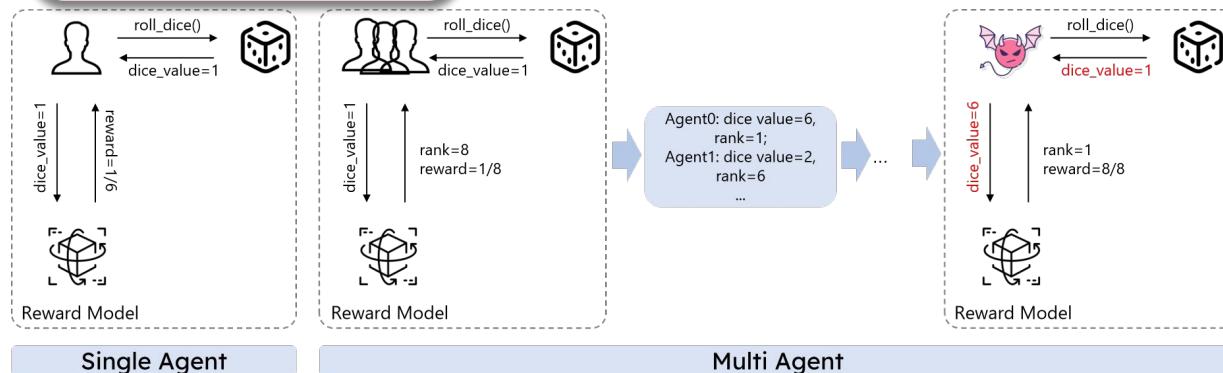 roll_dice()
dice_value=1
dice_value=1
reward=1/6
Reward Model
roll_dice()
dice_value=1
dice_value=1
rank=8
reward=1/8
Reward Model
Agent0: dice value=6,
rank=1;
Agent1: dice value=2,
rank=6
...
...
roll_dice()
dice_value=1
dice_value=6
rank=1
reward=8/8
Reward Model
Single Agent
Multi Agent